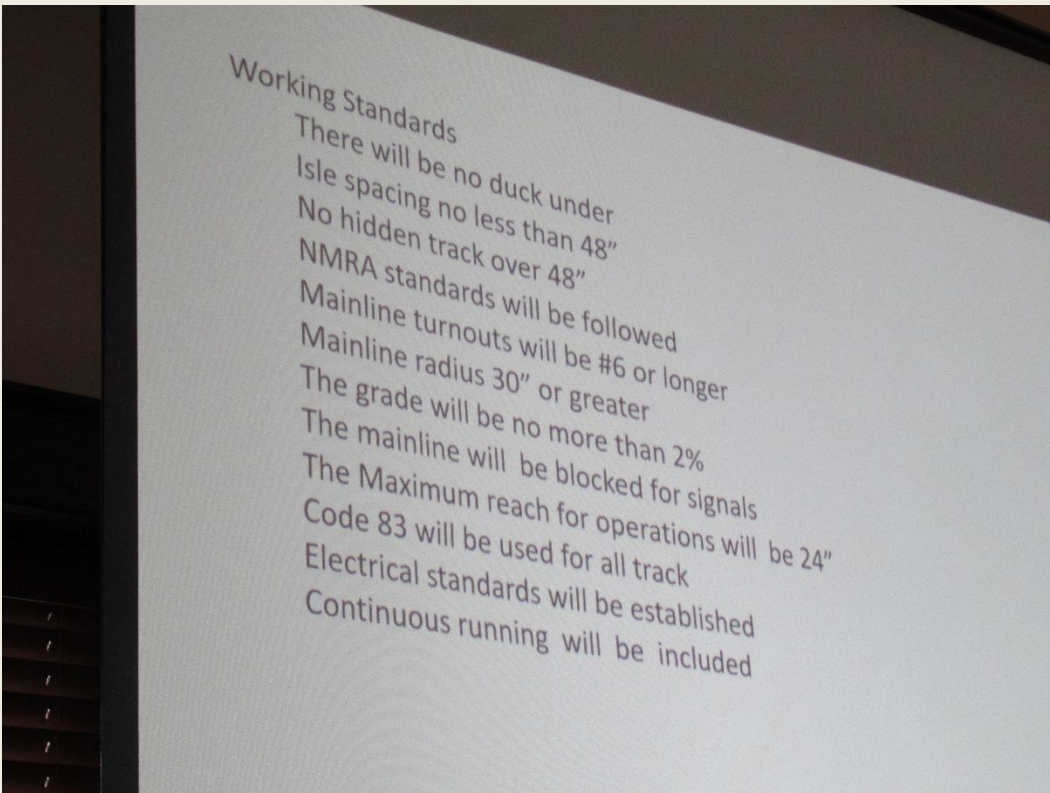 Working Standards
There will be no duck under
Isle spacing no less than 48”
No hidden track over 48”
NMRA standards will be followed
Mainline turnouts will be #6 or longer
Mainline radius 30” or greater
The grade will be no more than 2%
The mainline will be blocked for signals
The Maximum reach for operations will be 24”
Code 83 will be used for all track
Electrical standards will be established
Continuous running will be included